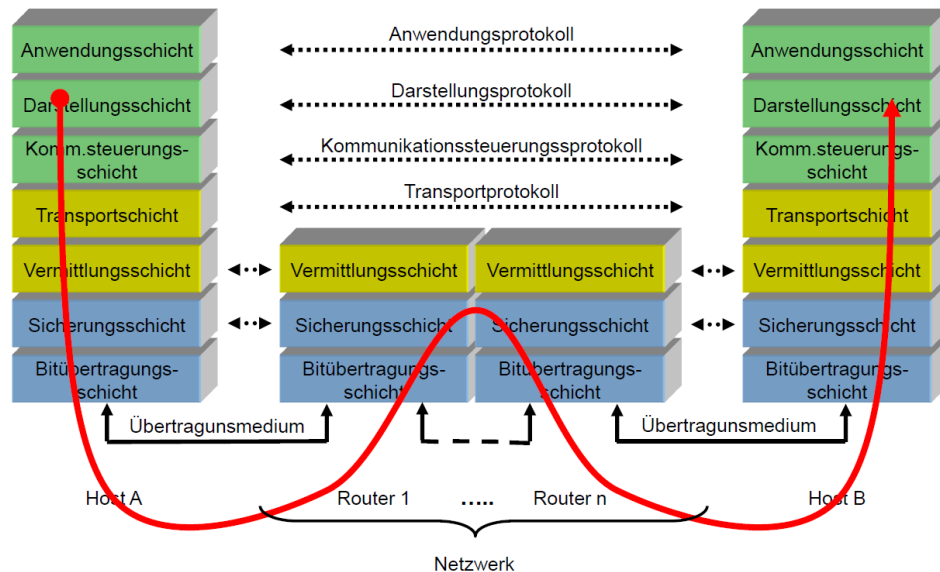 Anwendungsschicht
Anwendungsprotokoll
Anwendungsschicht
Darstellungsschicht
Darstellungsprotokoll
Darstellungsschicht
Komm.steuerungs-
schicht
Kommunikationssteuerungssprotokoll
Komm.steuerungs-
schicht
Transportschicht
Transportprotokoll
Transportschicht
Vermittlungsschicht
Vermittlungsschicht
Vermittlungsschicht
Vermittlungsschicht
Sicherungsschicht
Sicherungsschicht
Sicherungsschicht
Sicherungsschicht
Bitübertragungs-
schicht
Bitübertragungs-
schicht
Bitübertragungs-
schicht
Bitübertragungs-
schicht
Übertragunsmedium
Übertragunsmedium
Host A
Router 1
.....
Router n
Host B
Netzwerk